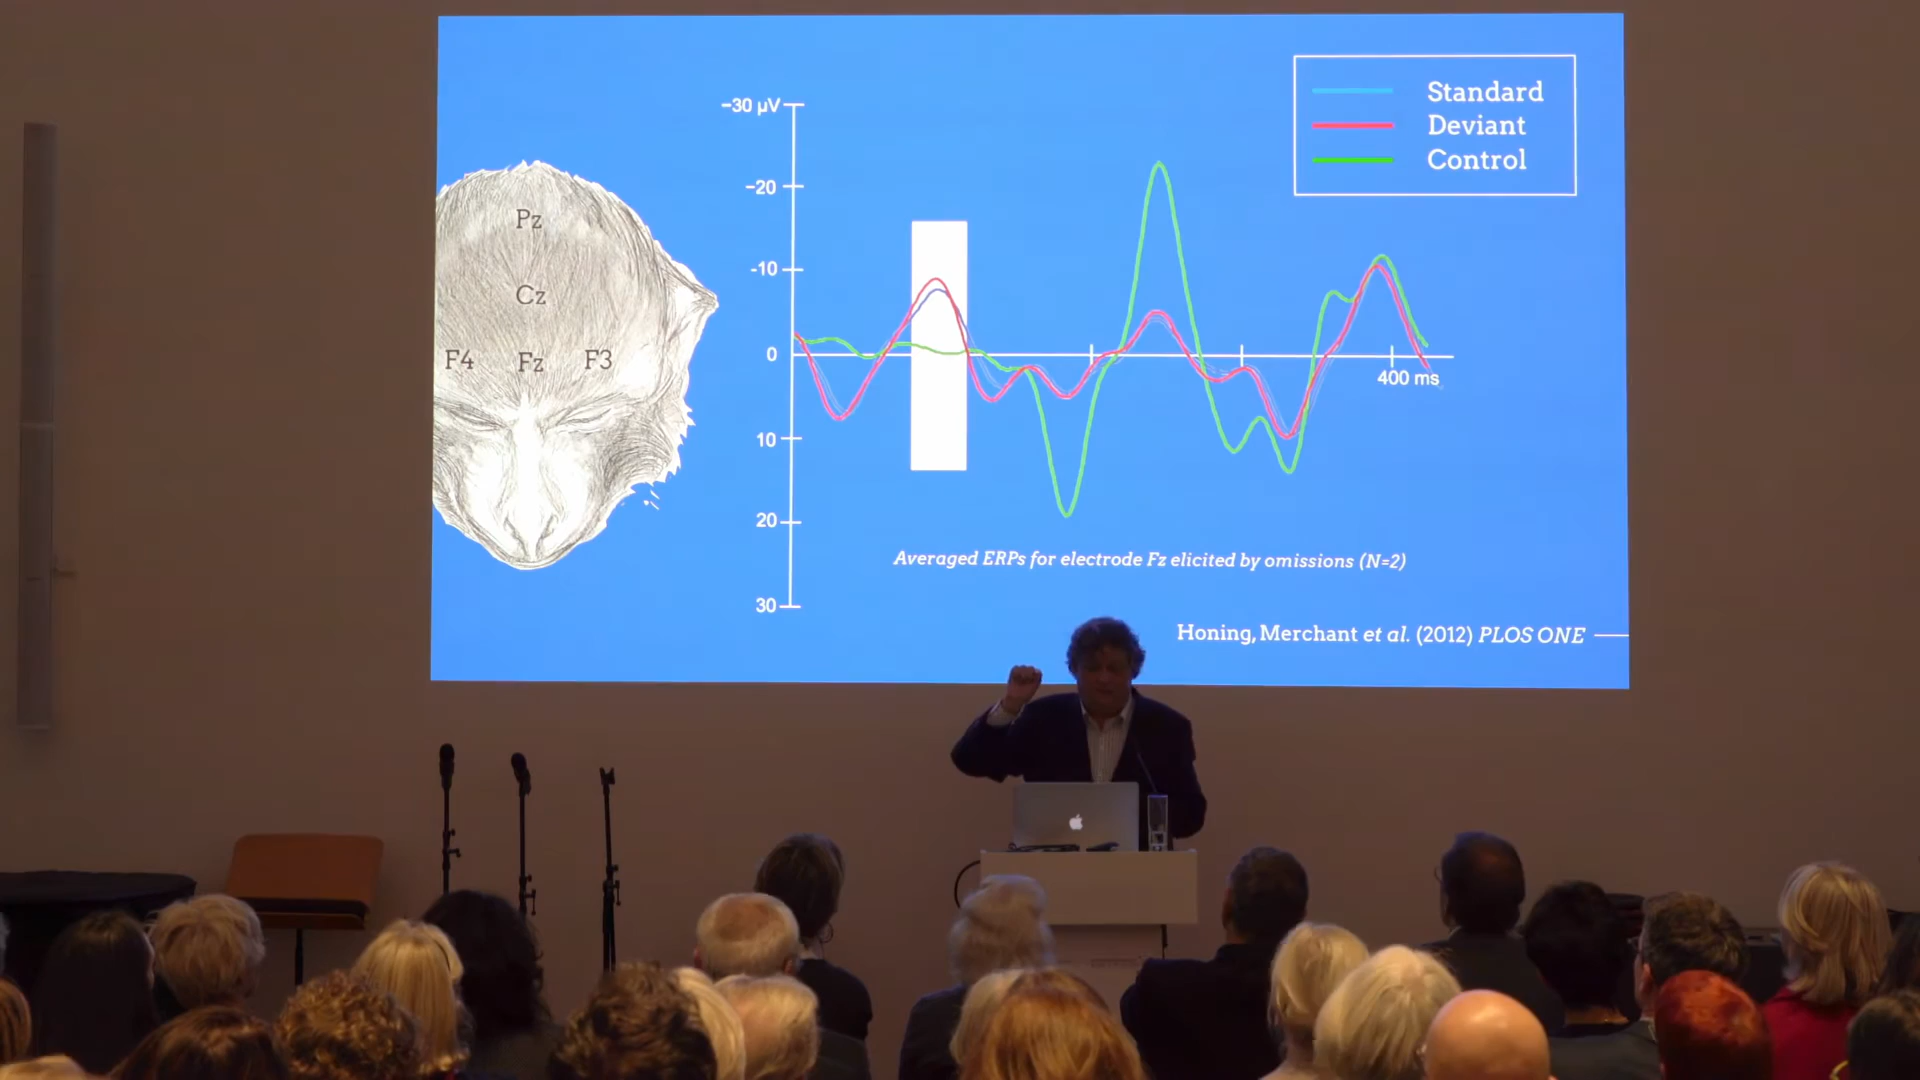 Standard
Deviant
Control
−30 µV
−20
-10
0
10
20
30
400 ms
Pz
Cz
F4 Fz F3
Averaged ERPs for electrode Fz elicited by omissions (N=2)
Honing, Merchant et al. (2012) PLOS ONE